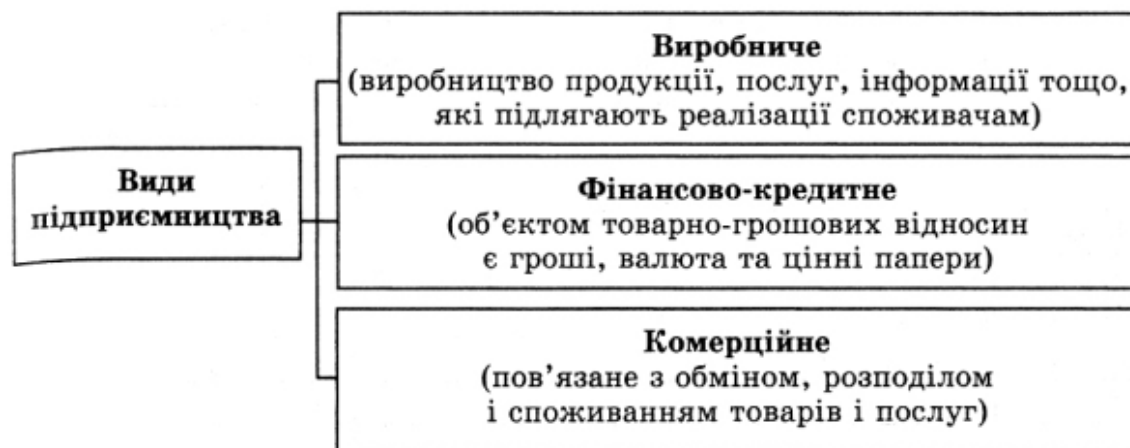 Види
підприємництва
Виробниче
(виробництво продукції, послуг, інформації тощо,
які підлягають реалізації споживачам)
Фінансово-кредитне
(об’єктом товарно-грошових відносин
є гроші, валюта та цінні папери)
Комерційне
(пов’язане з обміном, розподілом
і споживанням товарів і послуг)